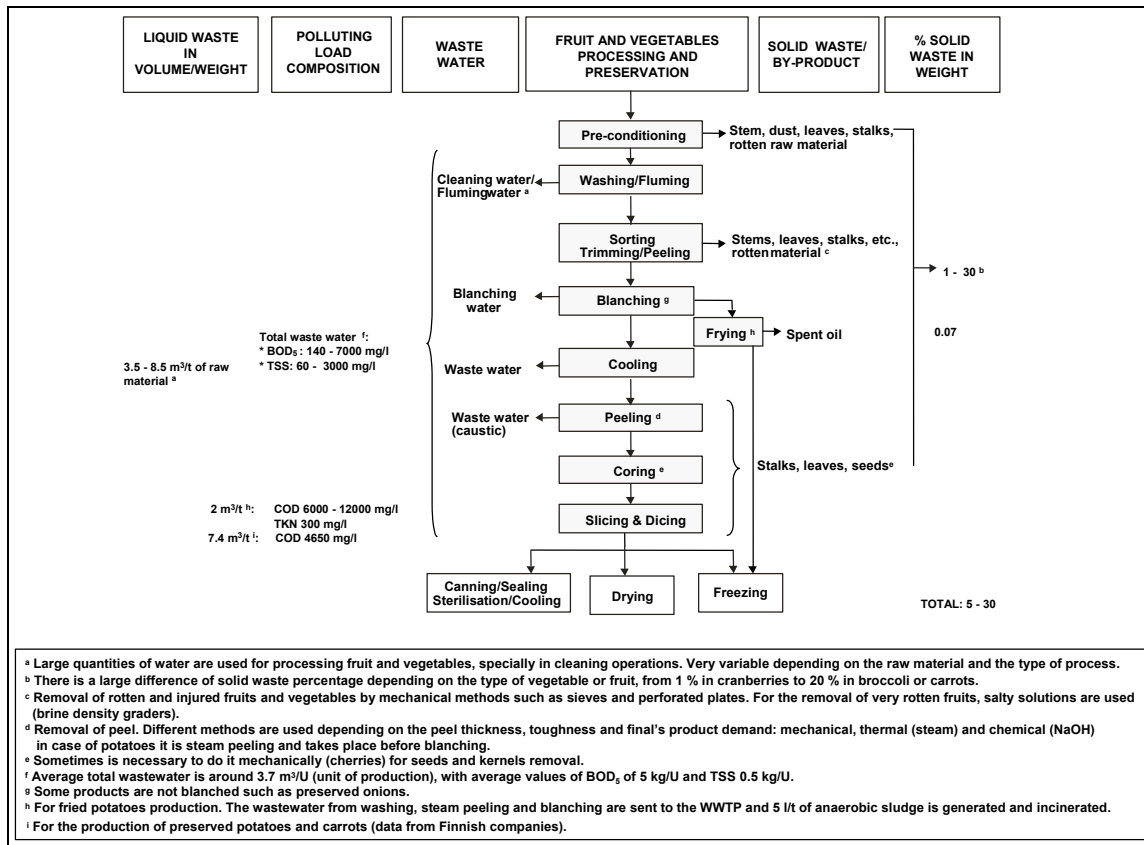 LIQUID WASTE
IN
VOLUME/WEIGHT
POLLUTING
LOAD
COMPOSITION
WASTE
WATER
FRUIT AND VEGETABLES
PROCESSING AND
PRESERVATION
SOLID WASTE/
BY-PRODUCT
% SOLID
WASTE IN
WEIGHT
Pre-conditioning
Stem, dust, leaves, stalks,
rotten raw material
Cleaning water/
Flumingwater ᵃ
Washing/Fluming
Sorting
Trimming/Peeling
Stems, leaves, stalks, etc.,
rottenmaterial ᶜ
1 - 30 ᵇ
Blanching
water
Blanching ᵍ
Frying ʰ
Spent oil
0.07
Total waste water ᶠ:
* BOD₅ : 140 - 7000 mg/l
* TSS: 60 - 3000 mg/l
3.5 - 8.5 m³/t of raw
material ᵃ
Waste water
Cooling
Waste water
(caustic)
Peeling ᵈ
Coring ᵉ
Stalks, leaves, seedsᵉ
Slicing & Dicing
2 m³/t ʰ: COD 6000 - 12000 mg/l
TKN 300 mg/l
7.4 m³/t ⁱ: COD 4650 mg/l
Canning/Sealing
Sterilisation/Cooling
Drying
Freezing
TOTAL: 5 - 30
ᵃ Large quantities of water are used for processing fruit and vegetables, specially in cleaning operations. Very variable depending on the raw material and the type of process.
ᵇ There is a large difference of solid waste percentage depending on the type of vegetable or fruit, from 1 % in cranberries to 20 % in broccoli or carrots.
ᶜ Removal of rotten and injured fruits and vegetables by mechanical methods such as sieves and perforated plates. For the removal of very rotten fruits, salty solutions are used
(brine density graders).
ᵈ Removal of peel. Different methods are used depending on the peel thickness, toughness and final's product demand: mechanical, thermal (steam) and chemical (NaOH)
in case of potatoes it is steam peeling and takes place before blanching.
ᵉ Sometimes is necessary to do it mechanically (cherries) for seeds and kernels removal.
ᶠ Average total wastewater is around 3.7 m³/U (unit of production), with average values of BOD₅ of 5 kg/U and TSS 0.5 kg/U.
ᵍ Some products are not blanched such as preserved onions.
ʰ For fried potatoes production. The wastewater from washing, steam peeling and blanching are sent to the WWTP and 5 l/t of anaerobic sludge is generated and incinerated.
ⁱ For the production of preserved potatoes and carrots (data from Finnish companies).